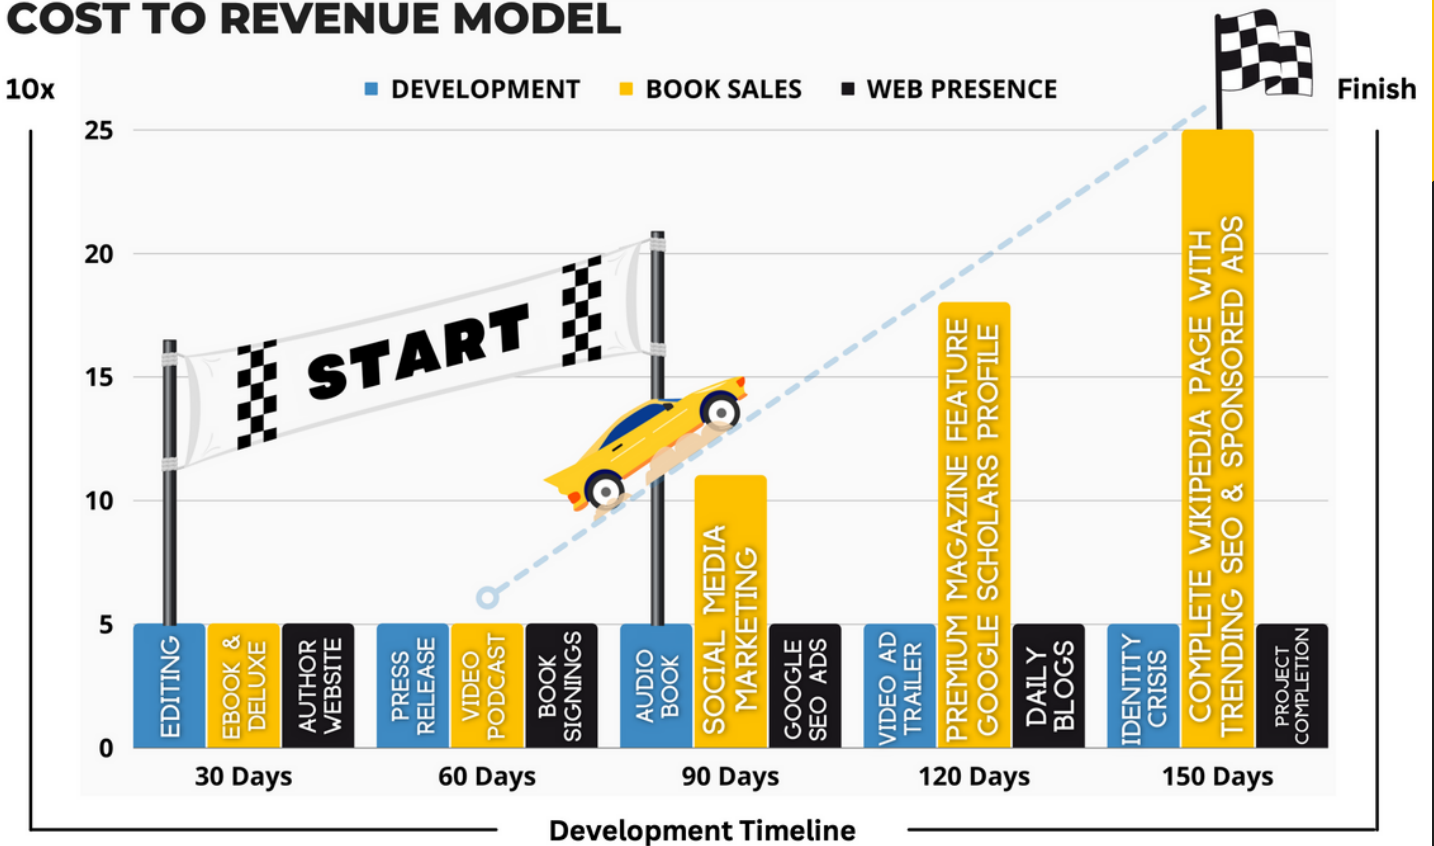 COST TO REVENUE MODEL
10x
DEVELOPMENT
BOOK SALES
WEB PRESENCE
Finish
25
20
15
10
5
0
START
EDITING
EBOOK &
DELUXE
AUTHOR
WEBSITE
PRESS
RELEASE
VIDEO
PODCAST
BOOK
SIGNINGS
AUDIO
BOOK
SOCIAL MEDIA
MARKETING
GOOGLE
SEO ADS
VIDEO AD
TRAILER
PREMIUM MAGAZINE FEATURE
GOOGLE SCHOLARS PROFILE
DAILY
BLOGS
IDENTITY
CRISIS
COMPLETE WIKIPEDIA PAGE WITH
TRENDING SEO & SPONSORED ADS
PROJECT
COMPLETION
30 Days
60 Days
90 Days
120 Days
150 Days
Development Timeline